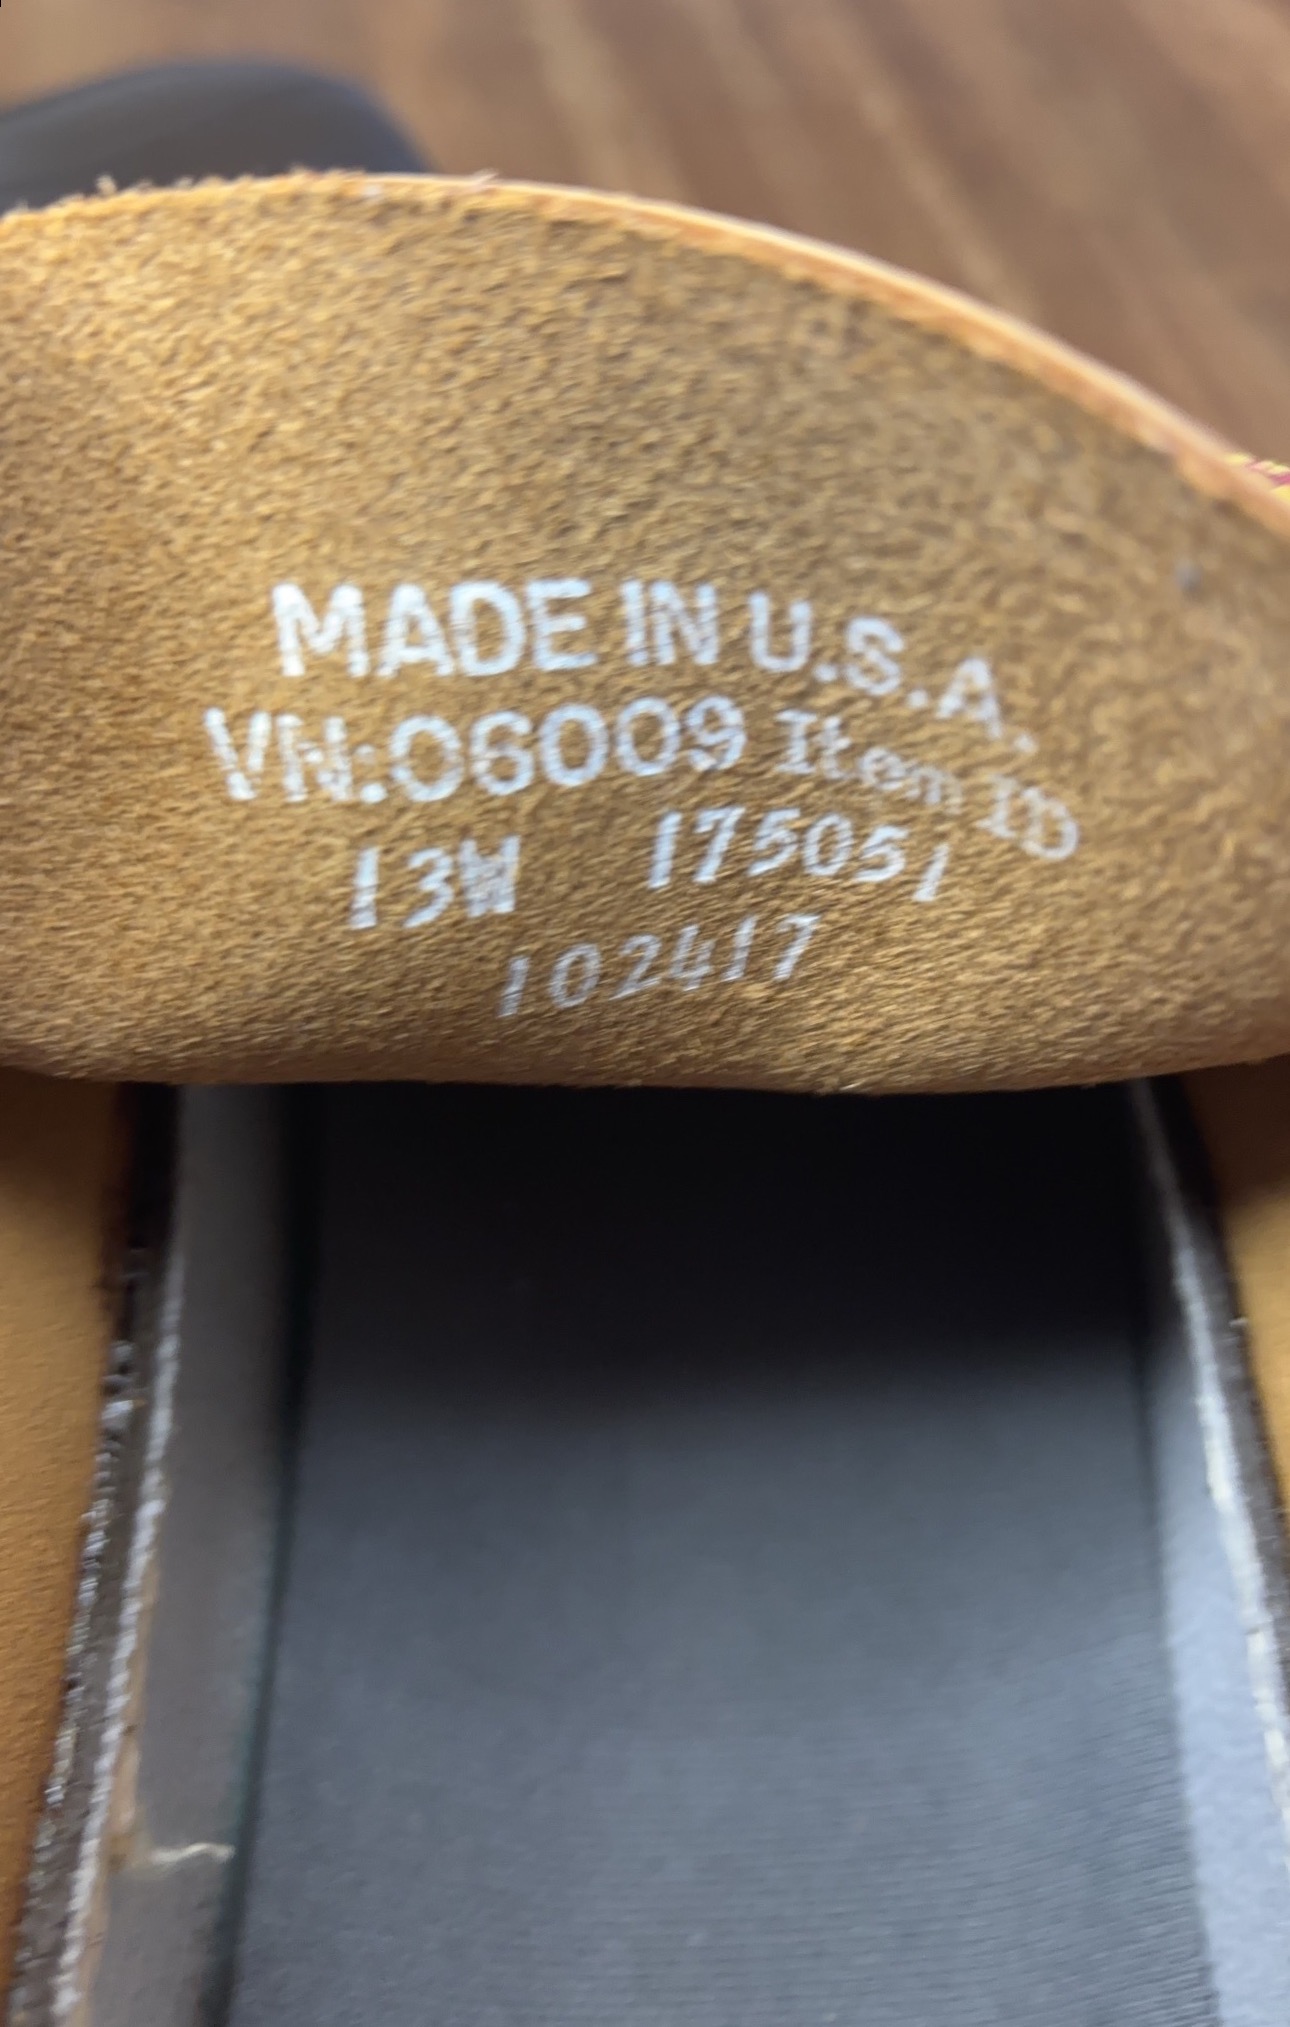 MADE IN U.S.A.
VN:06009 Item ID
13W 175051
102417